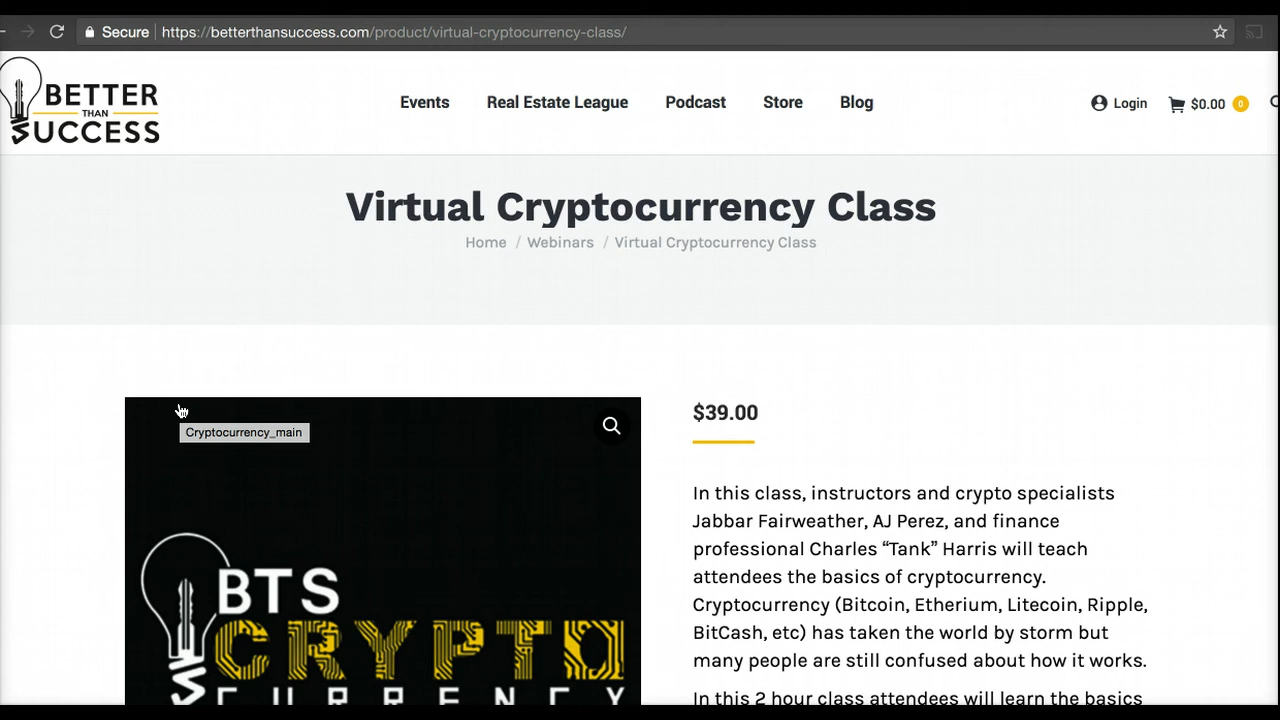 Secure https://betterthansuccess.com/product/virtual-cryptocurrency-class/
BETTER
THAN
SUCCESS
Events Real Estate League Podcast Store Blog
Login $0.00 0
Virtual Cryptocurrency Class
Home / Webinars / Virtual Cryptocurrency Class
Cryptocurrency_main
BTS
CRYPTO
CURRENCY
$39.00
In this class, instructors and crypto specialists
Jabbar Fairweather, AJ Perez, and finance
professional Charles “Tank” Harris will teach
attendees the basics of cryptocurrency.
Cryptocurrency (Bitcoin, Etherium, Litecoin, Ripple,
BitCash, etc) has taken the world by storm but
many people are still confused about how it works.
In this 2 hour class attendees will learn the basics